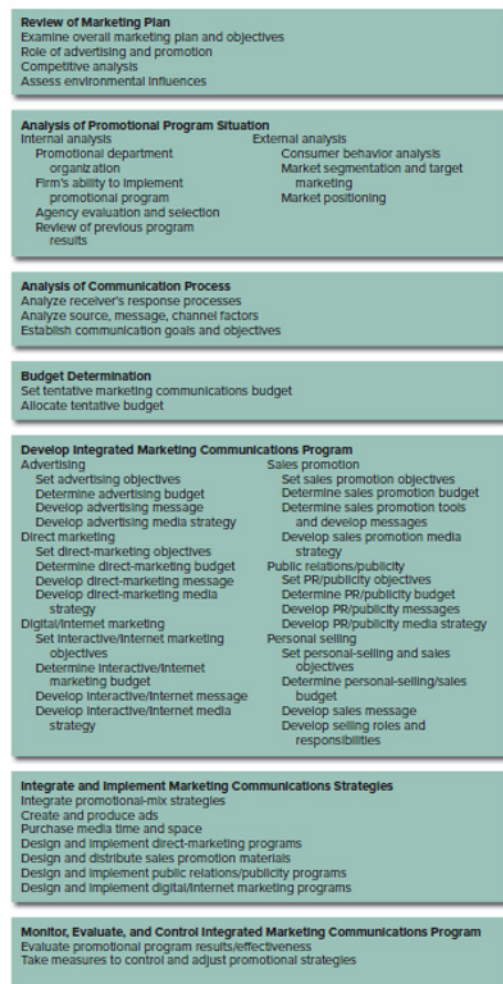 Review of Marketing Plan
Examine overall marketing plan and objectives
Role of advertising and promotion
Competitive analysis
Assess environmental influences
Analysis of Promotional Program Situation
Internal analysis
Promotional department
organization
Firm's ability to implement
promotional program
Agency evaluation and selection
Review of previous program
results
External analysis
Consumer behavior analysis
Market segmentation and target
marketing
Market positioning
Analysis of Communication Process
Analyze receiver's response processes
Analyze source, message, channel factors
Establish communication goals and objectives
Budget Determination
Set tentative marketing communications budget
Allocate tentative budget
Develop Integrated Marketing Communications Program
Advertising
Set advertising objectives
Determine advertising budget
Develop advertising message
Develop advertising media strategy
Direct marketing
Set direct-marketing objectives
Determine direct-marketing budget
Develop direct-marketing message
Develop direct-marketing media
strategy
Digital/Internet marketing
Set interactive/Internet marketing
objectives
Determine interactive/Internet
marketing budget
Develop interactive/Internet message
Develop interactive/Internet media
strategy
Sales promotion
Set sales promotion objectives
Determine sales promotion budget
Determine sales promotion tools
and develop messages
Develop sales promotion media
strategy
Public relations/publicity
Set PR/publicity objectives
Determine PR/publicity budget
Develop PR/publicity messages
Develop PR/publicity media strategy
Personal selling
Set personal-selling and sales
objectives
Determine personal-selling/sales
budget
Develop sales message
Develop selling roles and
responsibilities
Integrate and Implement Marketing Communications Strategies
Integrate promotional-mix strategies
Create and produce ads
Purchase media time and space
Design and implement direct-marketing programs
Design and distribute sales promotion materials
Design and implement public relations/publicity programs
Design and implement digital/Internet marketing programs
Monitor, Evaluate, and Control Integrated Marketing Communications Program
Evaluate promotional program results/effectiveness
Take measures to control and adjust promotional strategies